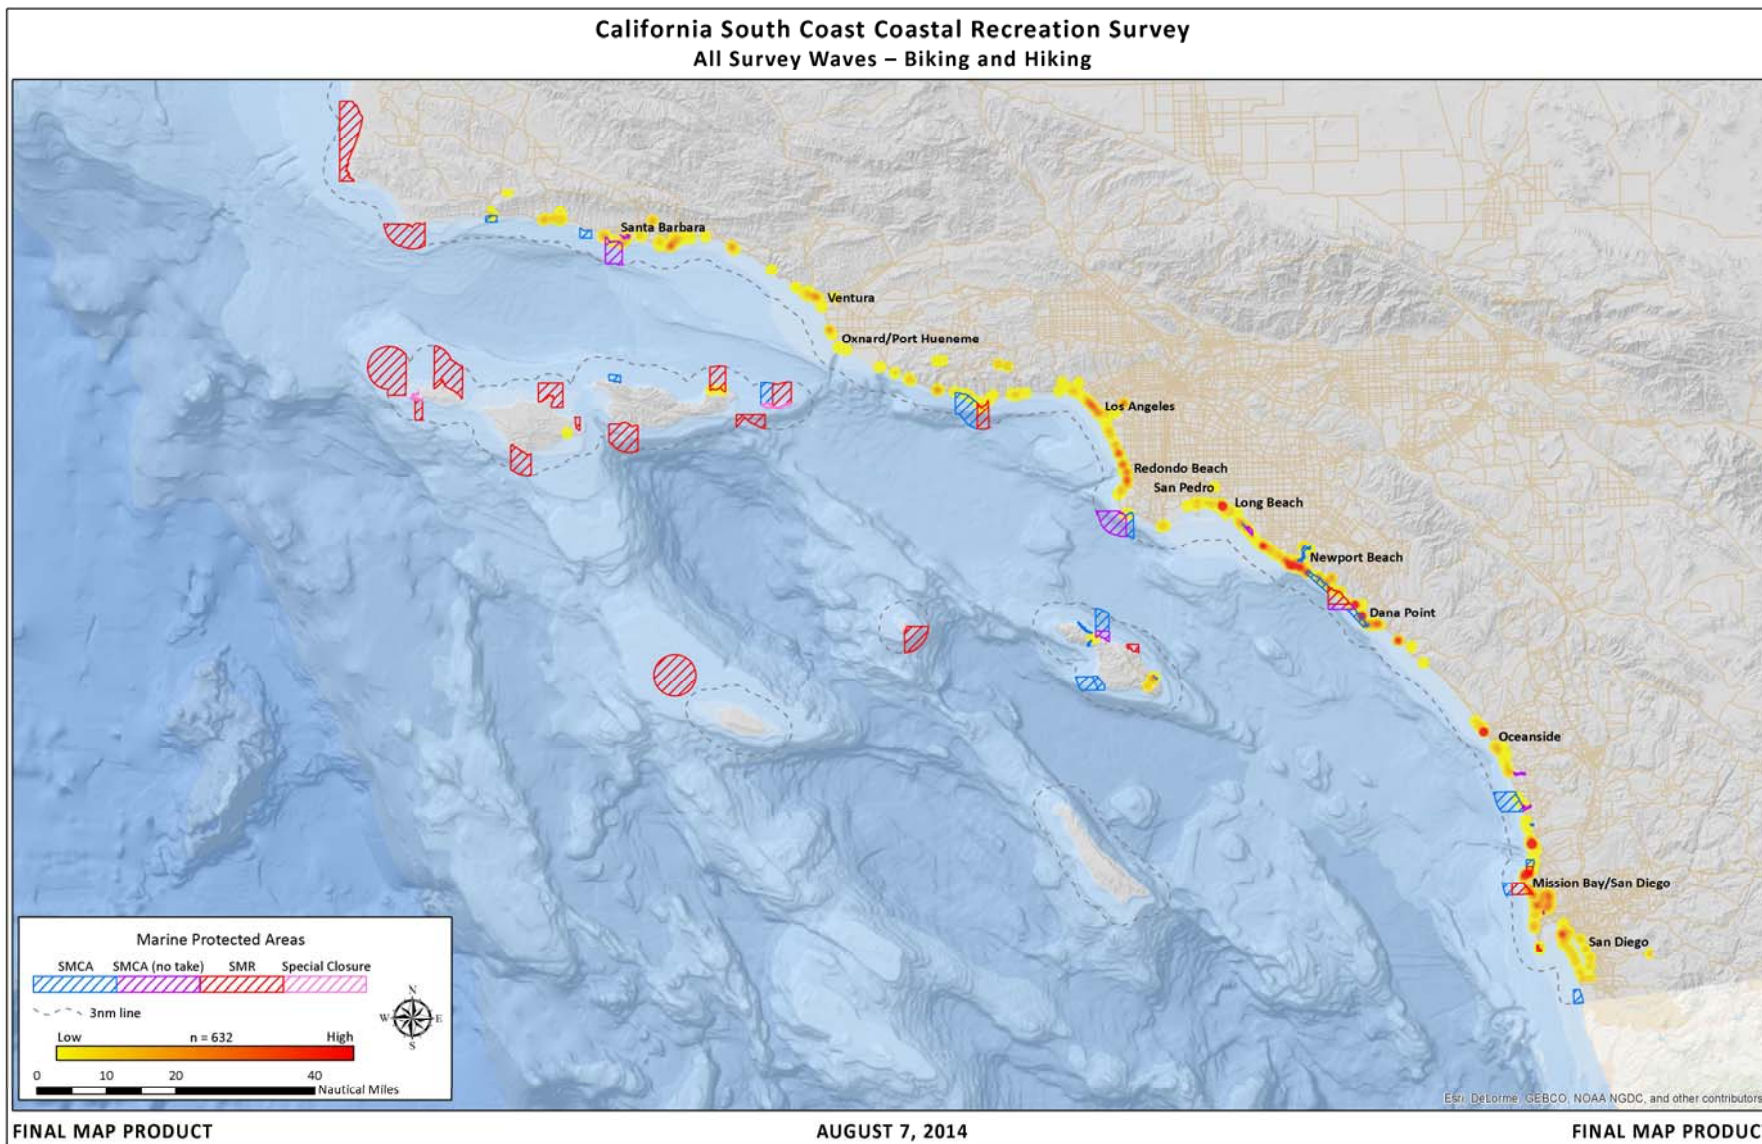 California South Coast Coastal Recreation Survey
All Survey Waves – Biking and Hiking
Santa Barbara
Ventura
Oxnard/Port Hueneme
Los Angeles
Redondo Beach
San Pedro
Long Beach
Newport Beach
Dana Point
Oceanside
Mission Bay/San Diego
San Diego
Marine Protected Areas
SMCA SMCA (no take) SMR Special Closure
3nm line
Low n = 632 High
0 10 20 40
Nautical Miles
N
W E
S
Esri, DeLorme, GEBCO, NOAA NGDC, and other contributors
FINAL MAP PRODUCT AUGUST 7, 2014 FINAL MAP PRODUC